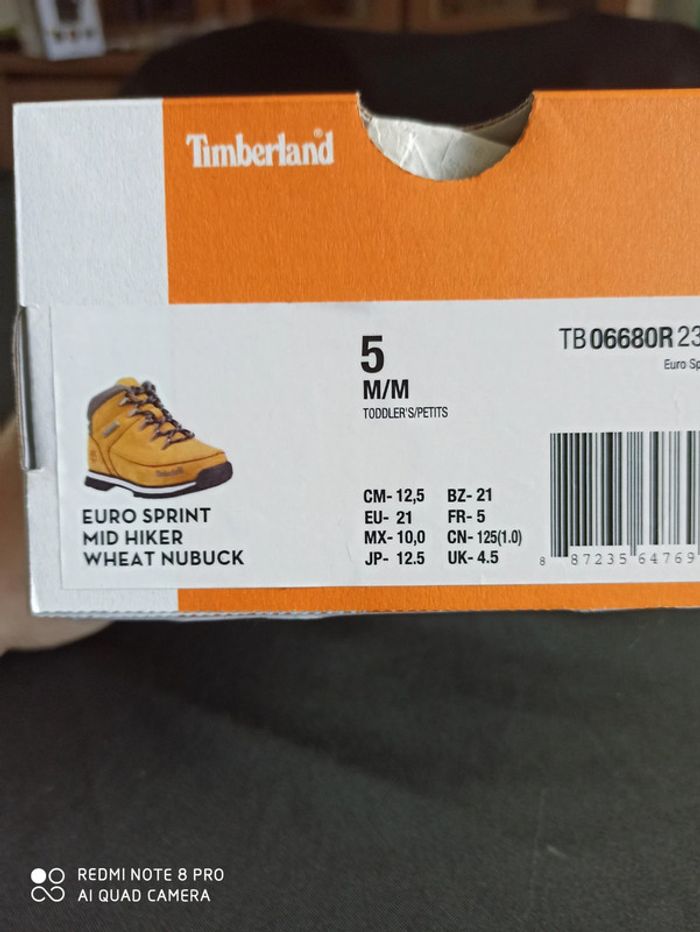 Timberland®
5
M/M
TODDLER'S/PETITS
TB 06680R 23
Euro Sp
EURO SPRINT
MID HIKER
WHEAT NUBUCK
CM- 12,5 BZ- 21
EU- 21 FR- 5
MX- 10,0 CN- 125(1.0)
JP- 12.5 UK- 4.5
8 87235 64769
REDMI NOTE 8 PRO
AI QUAD CAMERA